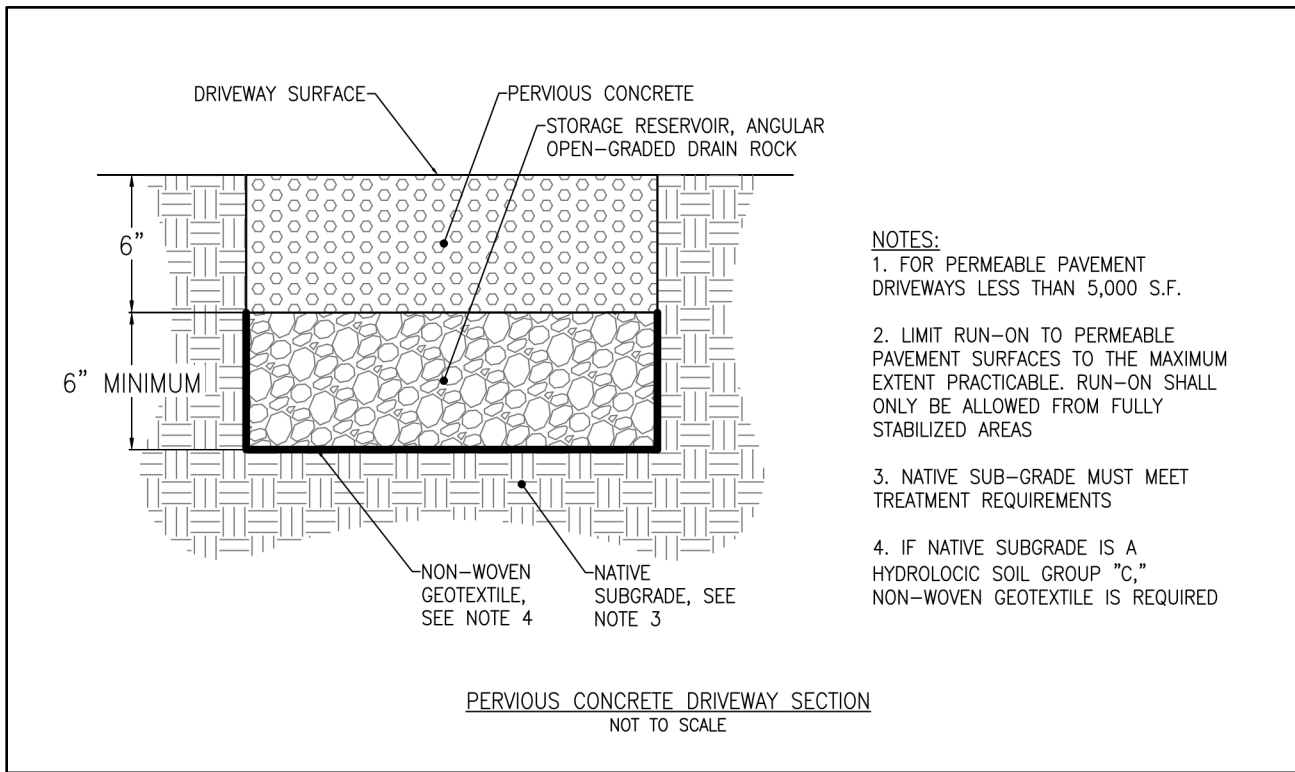 DRIVEWAY SURFACE
PERVIOUS CONCRETE
STORAGE RESERVOIR, ANGULAR
OPEN-GRADED DRAIN ROCK
6"
6" MINIMUM
NON-WOVEN
GEOTEXTILE,
SEE NOTE 4
NATIVE
SUBGRADE, SEE
NOTE 3
NOTES:
1. FOR PERMEABLE PAVEMENT
DRIVEWAYS LESS THAN 5,000 S.F.
2. LIMIT RUN-ON TO PERMEABLE
PAVEMENT SURFACES TO THE MAXIMUM
EXTENT PRACTICABLE. RUN-ON SHALL
ONLY BE ALLOWED FROM FULLY
STABILIZED AREAS
3. NATIVE SUB-GRADE MUST MEET
TREATMENT REQUIREMENTS
4. IF NATIVE SUBGRADE IS A
HYDROLOCIC SOIL GROUP "C,"
NON-WOVEN GEOTEXTILE IS REQUIRED
PERVIOUS CONCRETE DRIVEWAY SECTION
NOT TO SCALE